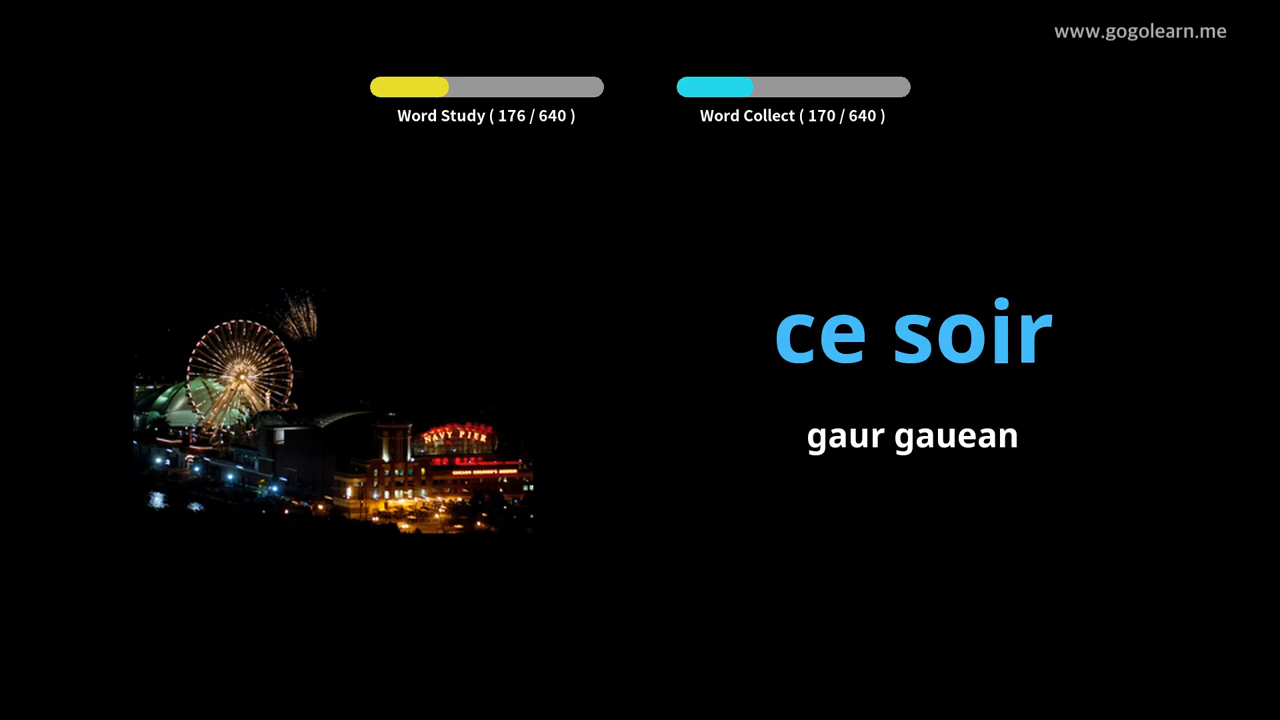 www.gogolearn.me
Word Study ( 176 / 640 )
Word Collect ( 170 / 640 )
ce soir
gaur gauean
NAVY PIER